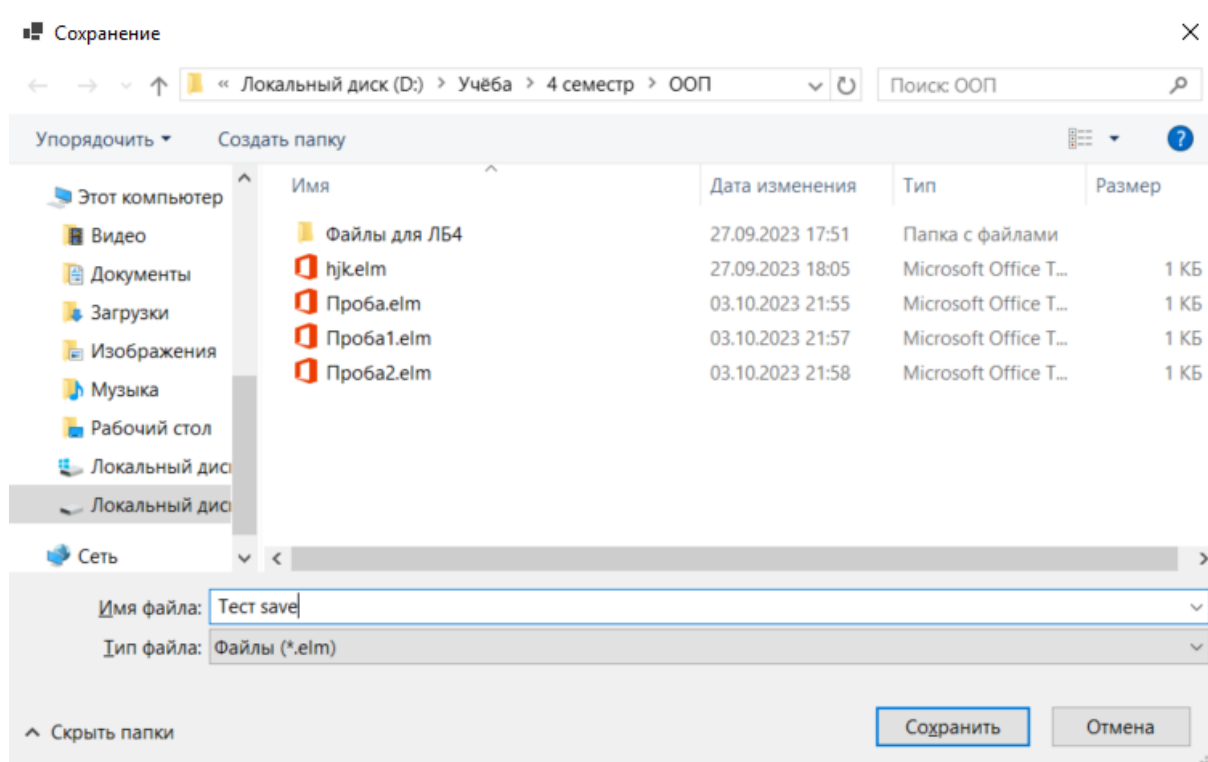 Сохранение
« Локальный диск (D:) > Учёба > 4 семестр > ООП
Поиск: ООП
Упорядочить Создать папку
?
Этот компьютер
Видео
Документы
Загрузки
Изображения
Музыка
Рабочий стол
Локальный дис
Локальный дис
Сеть
Имя Дата изменения Тип Размер
Файлы для ЛБ4 27.09.2023 17:51 Папка с файлами
hjk.elm 27.09.2023 18:05 Microsoft Office T... 1 КБ
Проба.elm 03.10.2023 21:55 Microsoft Office T... 1 КБ
Проба1.elm 03.10.2023 21:57 Microsoft Office T... 1 КБ
Проба2.elm 03.10.2023 21:58 Microsoft Office T... 1 КБ
Имя файла: Тест save
Тип файла: Файлы (*.elm)
Скрыть папки
Сохранить Отмена